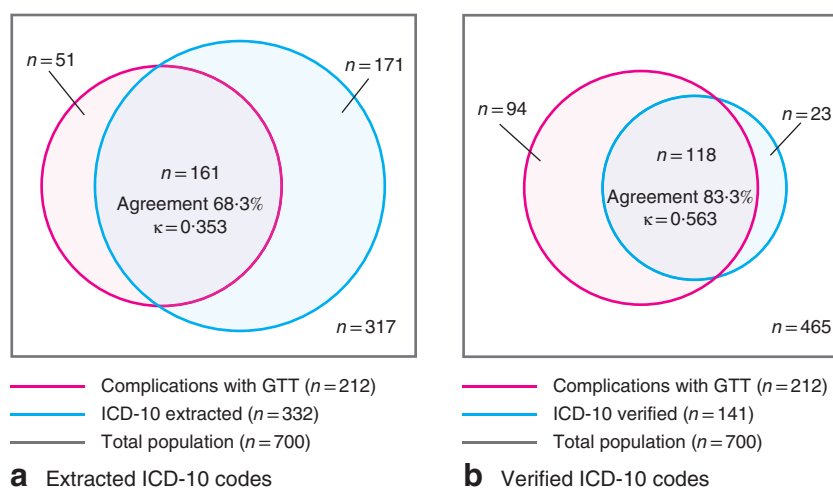 n=51
n=171
n=161
Agreement 68·3%
κ=0·353
n=317
Complications with GTT (n=212)
ICD-10 extracted (n=332)
Total population (n=700)
a Extracted ICD-10 codes
n=94
n=23
n=118
Agreement 83·3%
κ=0·563
n=465
Complications with GTT (n=212)
ICD-10 verified (n=141)
Total population (n=700)
b Verified ICD-10 codes